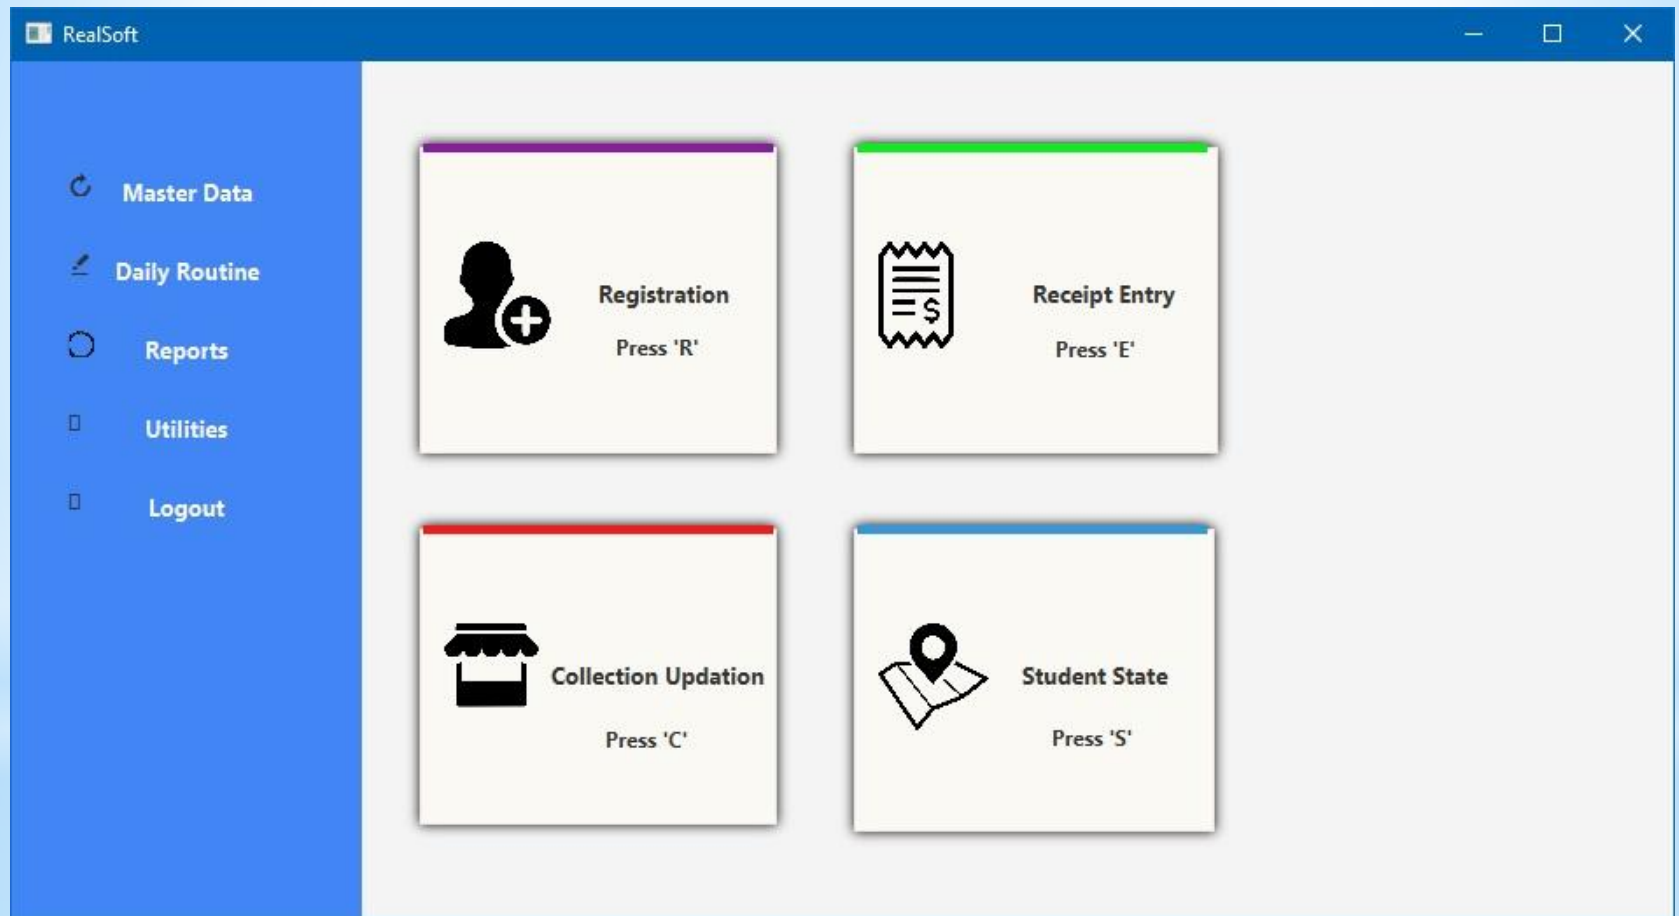 RealSoft
Master Data
Daily Routine
Reports
Utilities
Logout
Registration
Press 'R'
Receipt Entry
Press 'E'
Collection Updation
Press 'C'
Student State
Press 'S'